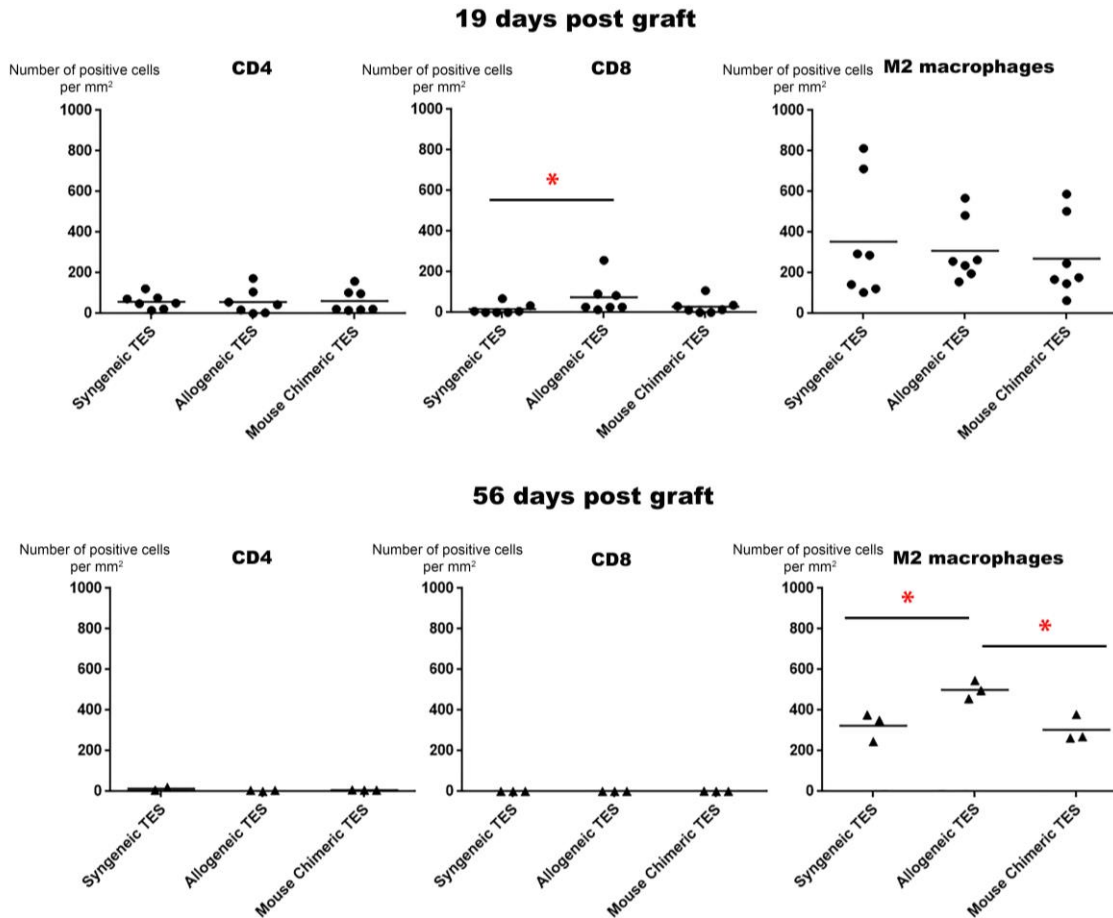 19 days post graft
Number of positive cells
per mm²
CD4
1000
800
600
400
200
0
Syngeneic TES
Allogeneic TES
Mouse Chimeric TES
Number of positive cells
per mm²
CD8
1000
800
600
400
200
0
*
Syngeneic TES
Allogeneic TES
Mouse Chimeric TES
Number of positive cells
per mm²
M2 macrophages
1000
800
600
400
200
0
Syngeneic TES
Allogeneic TES
Mouse Chimeric TES
56 days post graft
Number of positive cells
per mm²
CD4
1000
800
600
400
200
0
Syngeneic TES
Allogeneic TES
Mouse Chimeric TES
Number of positive cells
per mm²
CD8
1000
800
600
400
200
0
Syngeneic TES
Allogeneic TES
Mouse Chimeric TES
Number of positive cells
per mm²
M2 macrophages
1000
800
600
400
200
0
*
*
Syngeneic TES
Allogeneic TES
Mouse Chimeric TES